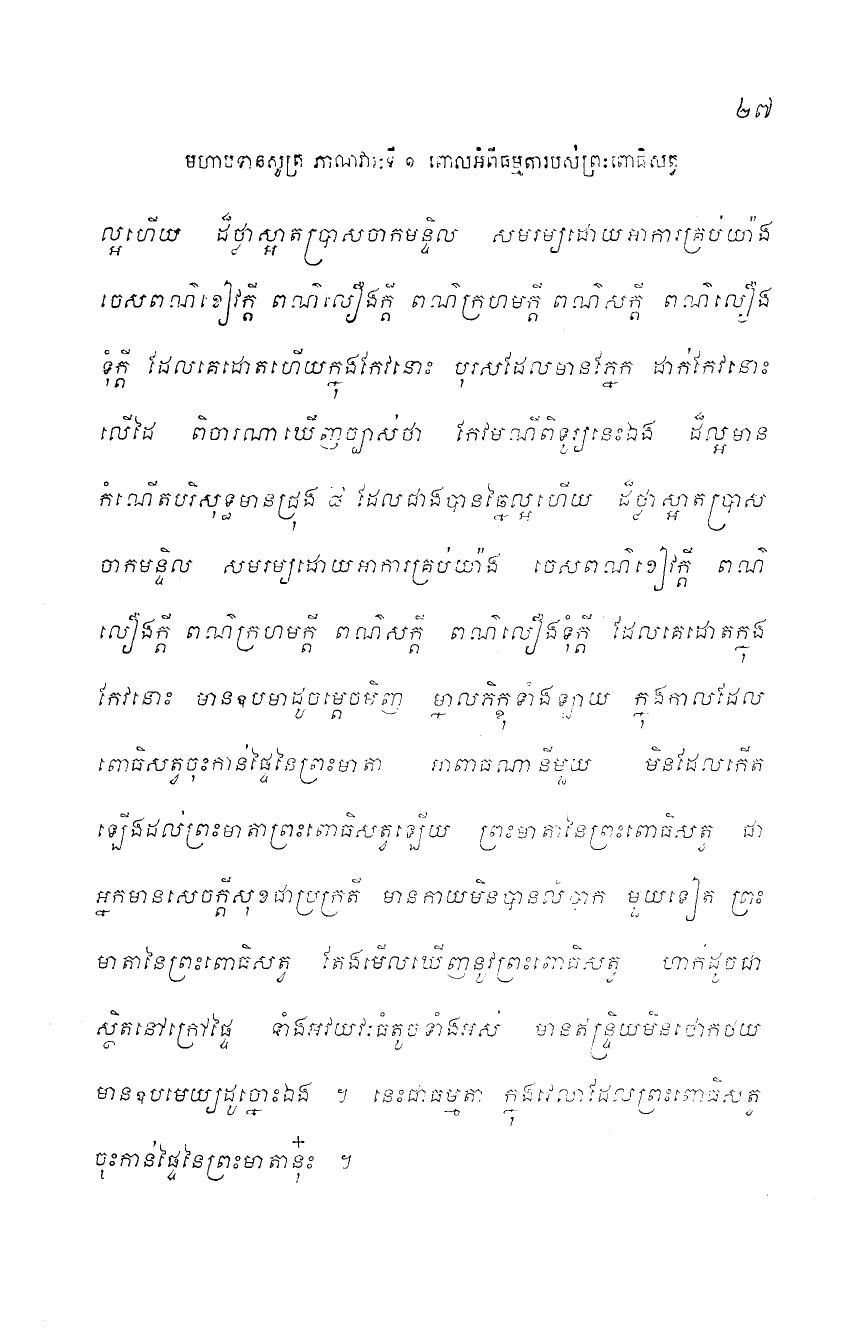 ២៧
មហាបទានសូត្រ ភាណវារៈទី ១ ពោលអំពីធម្មតារបស់ព្រះពោធិសត្វ
ល្អហើយ ដ៏ថ្លាស្អាតប្រាសចាកមន្ទិល សមរម្យដោយអាការគ្រប់យ៉ាង
ចេសពណ៌ខៀវក្តី ពណ៌លឿងក្តី ពណ៌ក្រហមក្តី ពណ៌សក្តី ពណ៌លឿង
ទុំក្តី ដែលគេដោតហើយក្នុងកែវនោះ បុរសដែលមានភ្នែក ដាក់កែវនោះ
លើដៃ ពិចារណាឃើញច្បាស់ថា កែវមណីពិទូរ្យនេះឯង ដ៏ល្អមាន
កំណើតបរិសុទ្ធមានជ្រុង ៨ ដែលជាងបានឆ្នៃល្អហើយ ដ៏ថ្លាស្អាតប្រាស
ចាកមន្ទិល សមរម្យដោយអាការគ្រប់យ៉ាង ចេសពណ៌ខៀវក្តី ពណ៌
លឿងក្តី ពណ៌ក្រហមក្តី ពណ៌សក្តី ពណ៌លឿងទុំក្តី ដែលគេដោតក្នុង
កែវនោះ មានឧបមាដូចម្តេចមិញ ម្នាលភិក្ខុទាំងឡាយ ក្នុងកាលដែល
ពោធិសត្វចុះកាន់ផ្ទៃនៃព្រះមាតា អាពាធណានីមួយ មិនដែលកើត
ឡើងដល់ព្រះមាតាព្រះពោធិសត្វឡើយ ព្រះមាតានៃព្រះពោធិសត្វ ជា
អ្នកមានសេចក្តីសុខជាប្រក្រតី មានកាយមិនបានលំបាក មួយទៀត ព្រះ
មាតានៃព្រះពោធិសត្វ តែងមើលឃើញនូវព្រះពោធិសត្វ ហាក់ដូចជា
ស្ថិតនៅក្រៅផ្ទៃ ទាំងអវយវៈធំតូចទាំងអស់ មានឥន្ទ្រិយមិនថោកថយ
មានឧបមេយ្យដូច្នោះឯង ។ នេះជាធម្មតា ក្នុងវេលាដែលព្រះពោធិសត្វ
ចុះកាន់ផ្ទៃនៃព្រះមាតានុ៎ះ ។